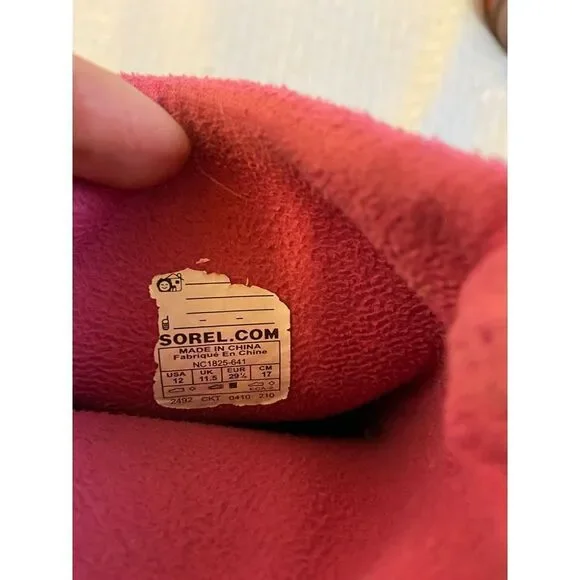 SOREL.COM
MADE IN CHINA
Fabriqué En Chine
NC1825-641
USA UK EUR CM
12 11.5 29½ 17
2492 CKT 0410 210